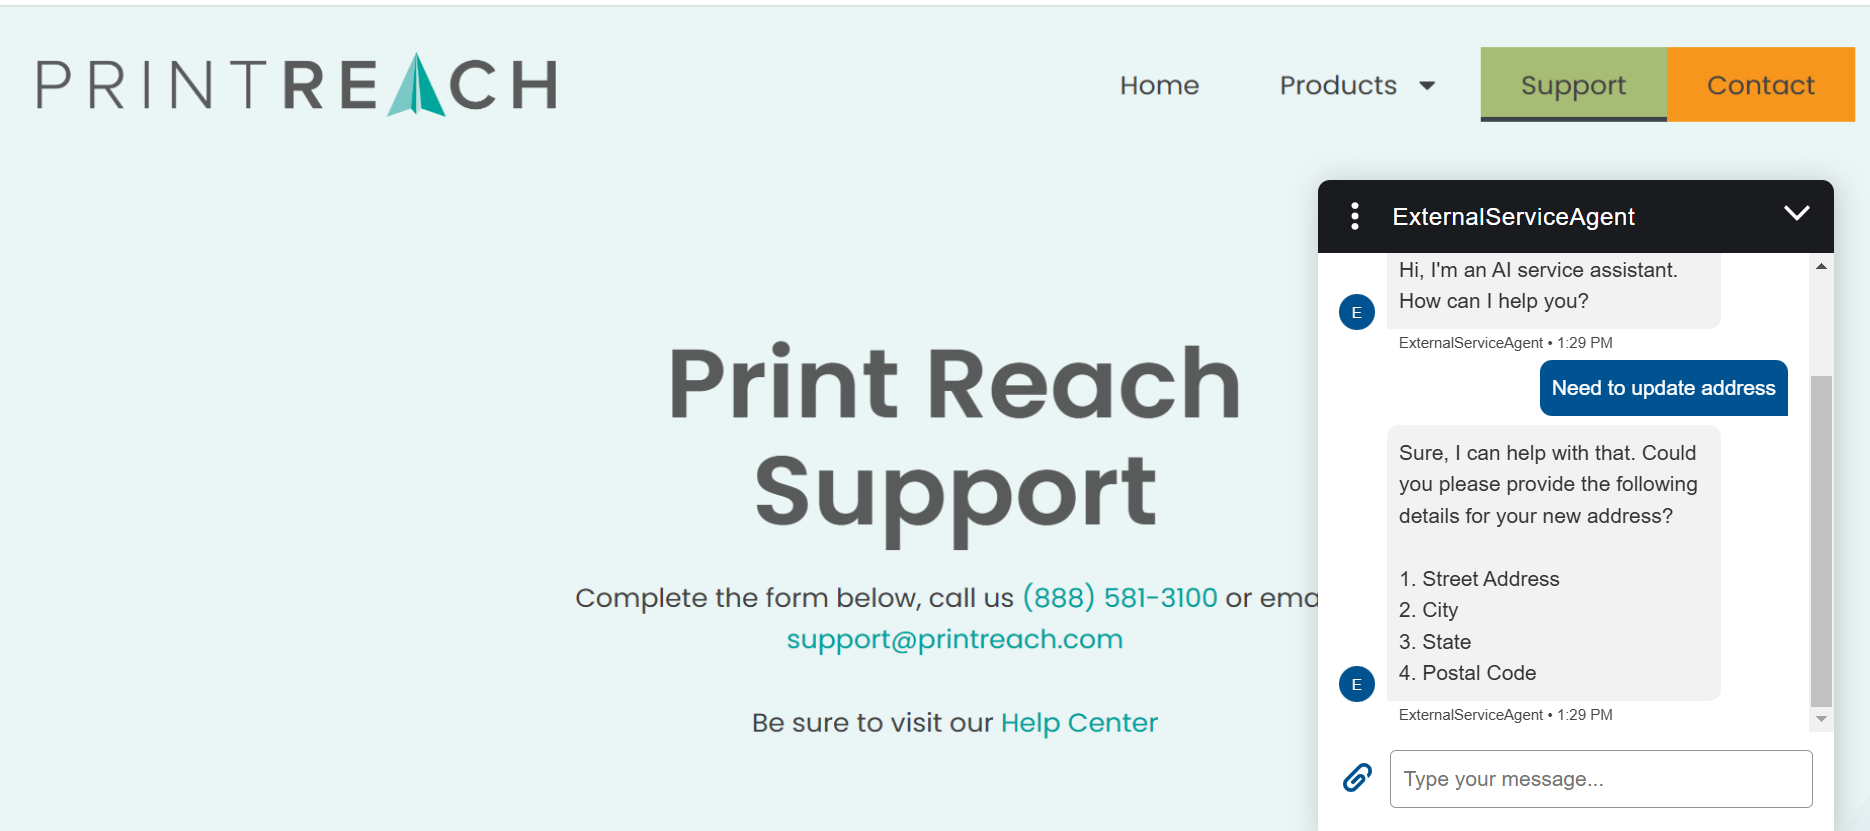 PRINTREACH
Home
Products
Support
Contact
Print Reach
Support
Complete the form below, call us (888) 581-3100 or ema
support@printreach.com
Be sure to visit our Help Center
ExternalServiceAgent
Hi, I'm an AI service assistant.
How can I help you?
E
ExternalServiceAgent • 1:29 PM
Need to update address
Sure, I can help with that. Could
you please provide the following
details for your new address?
1. Street Address
2. City
3. State
4. Postal Code
E
ExternalServiceAgent • 1:29 PM
Type your message...